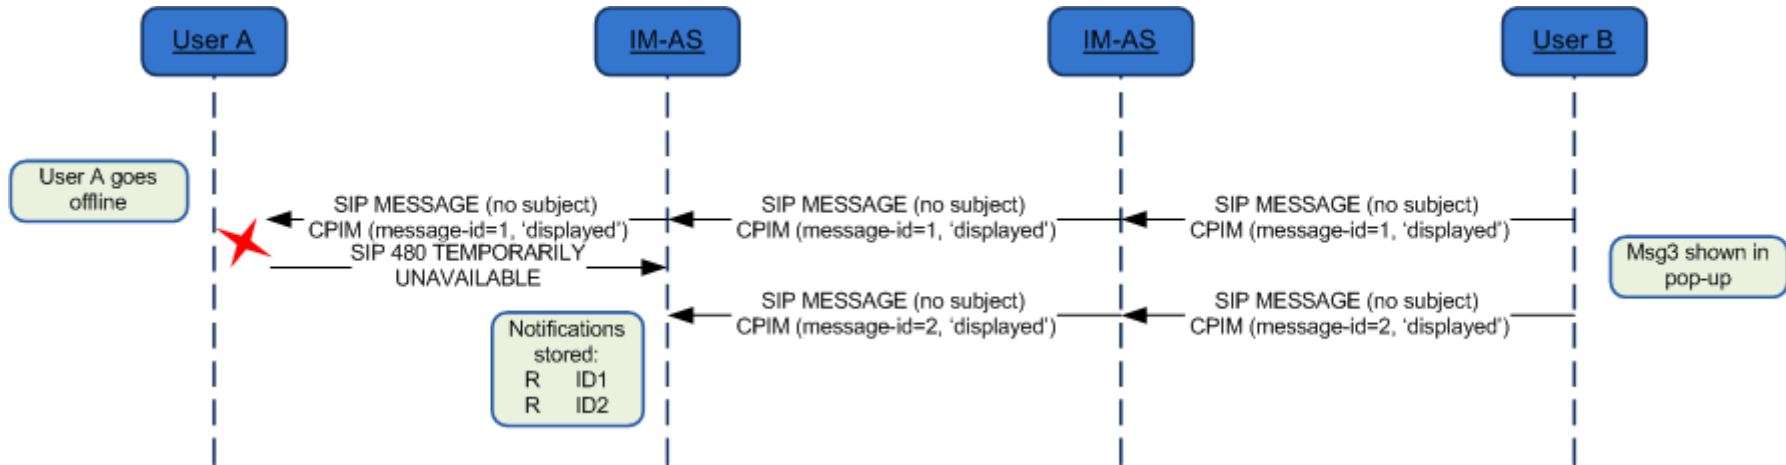 User A
IM-AS
IM-AS
User B
User A goes
offline
SIP MESSAGE (no subject)
CPIM (message-id=1, ‘displayed’)
SIP MESSAGE (no subject)
CPIM (message-id=1, ‘displayed’)
SIP MESSAGE (no subject)
CPIM (message-id=1, ‘displayed’)
SIP 480 TEMPORARILY
UNAVAILABLE
Msg3 shown in
pop-up
SIP MESSAGE (no subject)
CPIM (message-id=2, ‘displayed’)
SIP MESSAGE (no subject)
CPIM (message-id=2, ‘displayed’)
Notifications
stored:
R ID1
R ID2